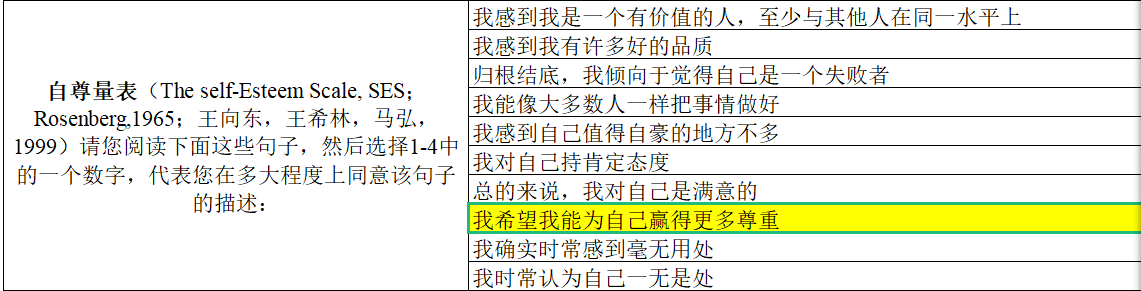 自尊量表（The self-Esteem Scale, SES；
Rosenberg,1965；王向东，王希林，马弘，
1999）请您阅读下面这些句子，然后选择1-4中
的一个数字，代表您在多大程度上同意该句子
的描述：
我感到我是一个有价值的人，至少与其他人在同一水平上
我感到我有许多好的品质
归根结底，我倾向于觉得自己是一个失败者
我能像大多数人一样把事情做好
我感到自己值得自豪的地方不多
我对自己持肯定态度
总的来说，我对自己是满意的
我希望我能为自己赢得更多尊重
我确实时常感到毫无用处
我时常认为自己一无是处